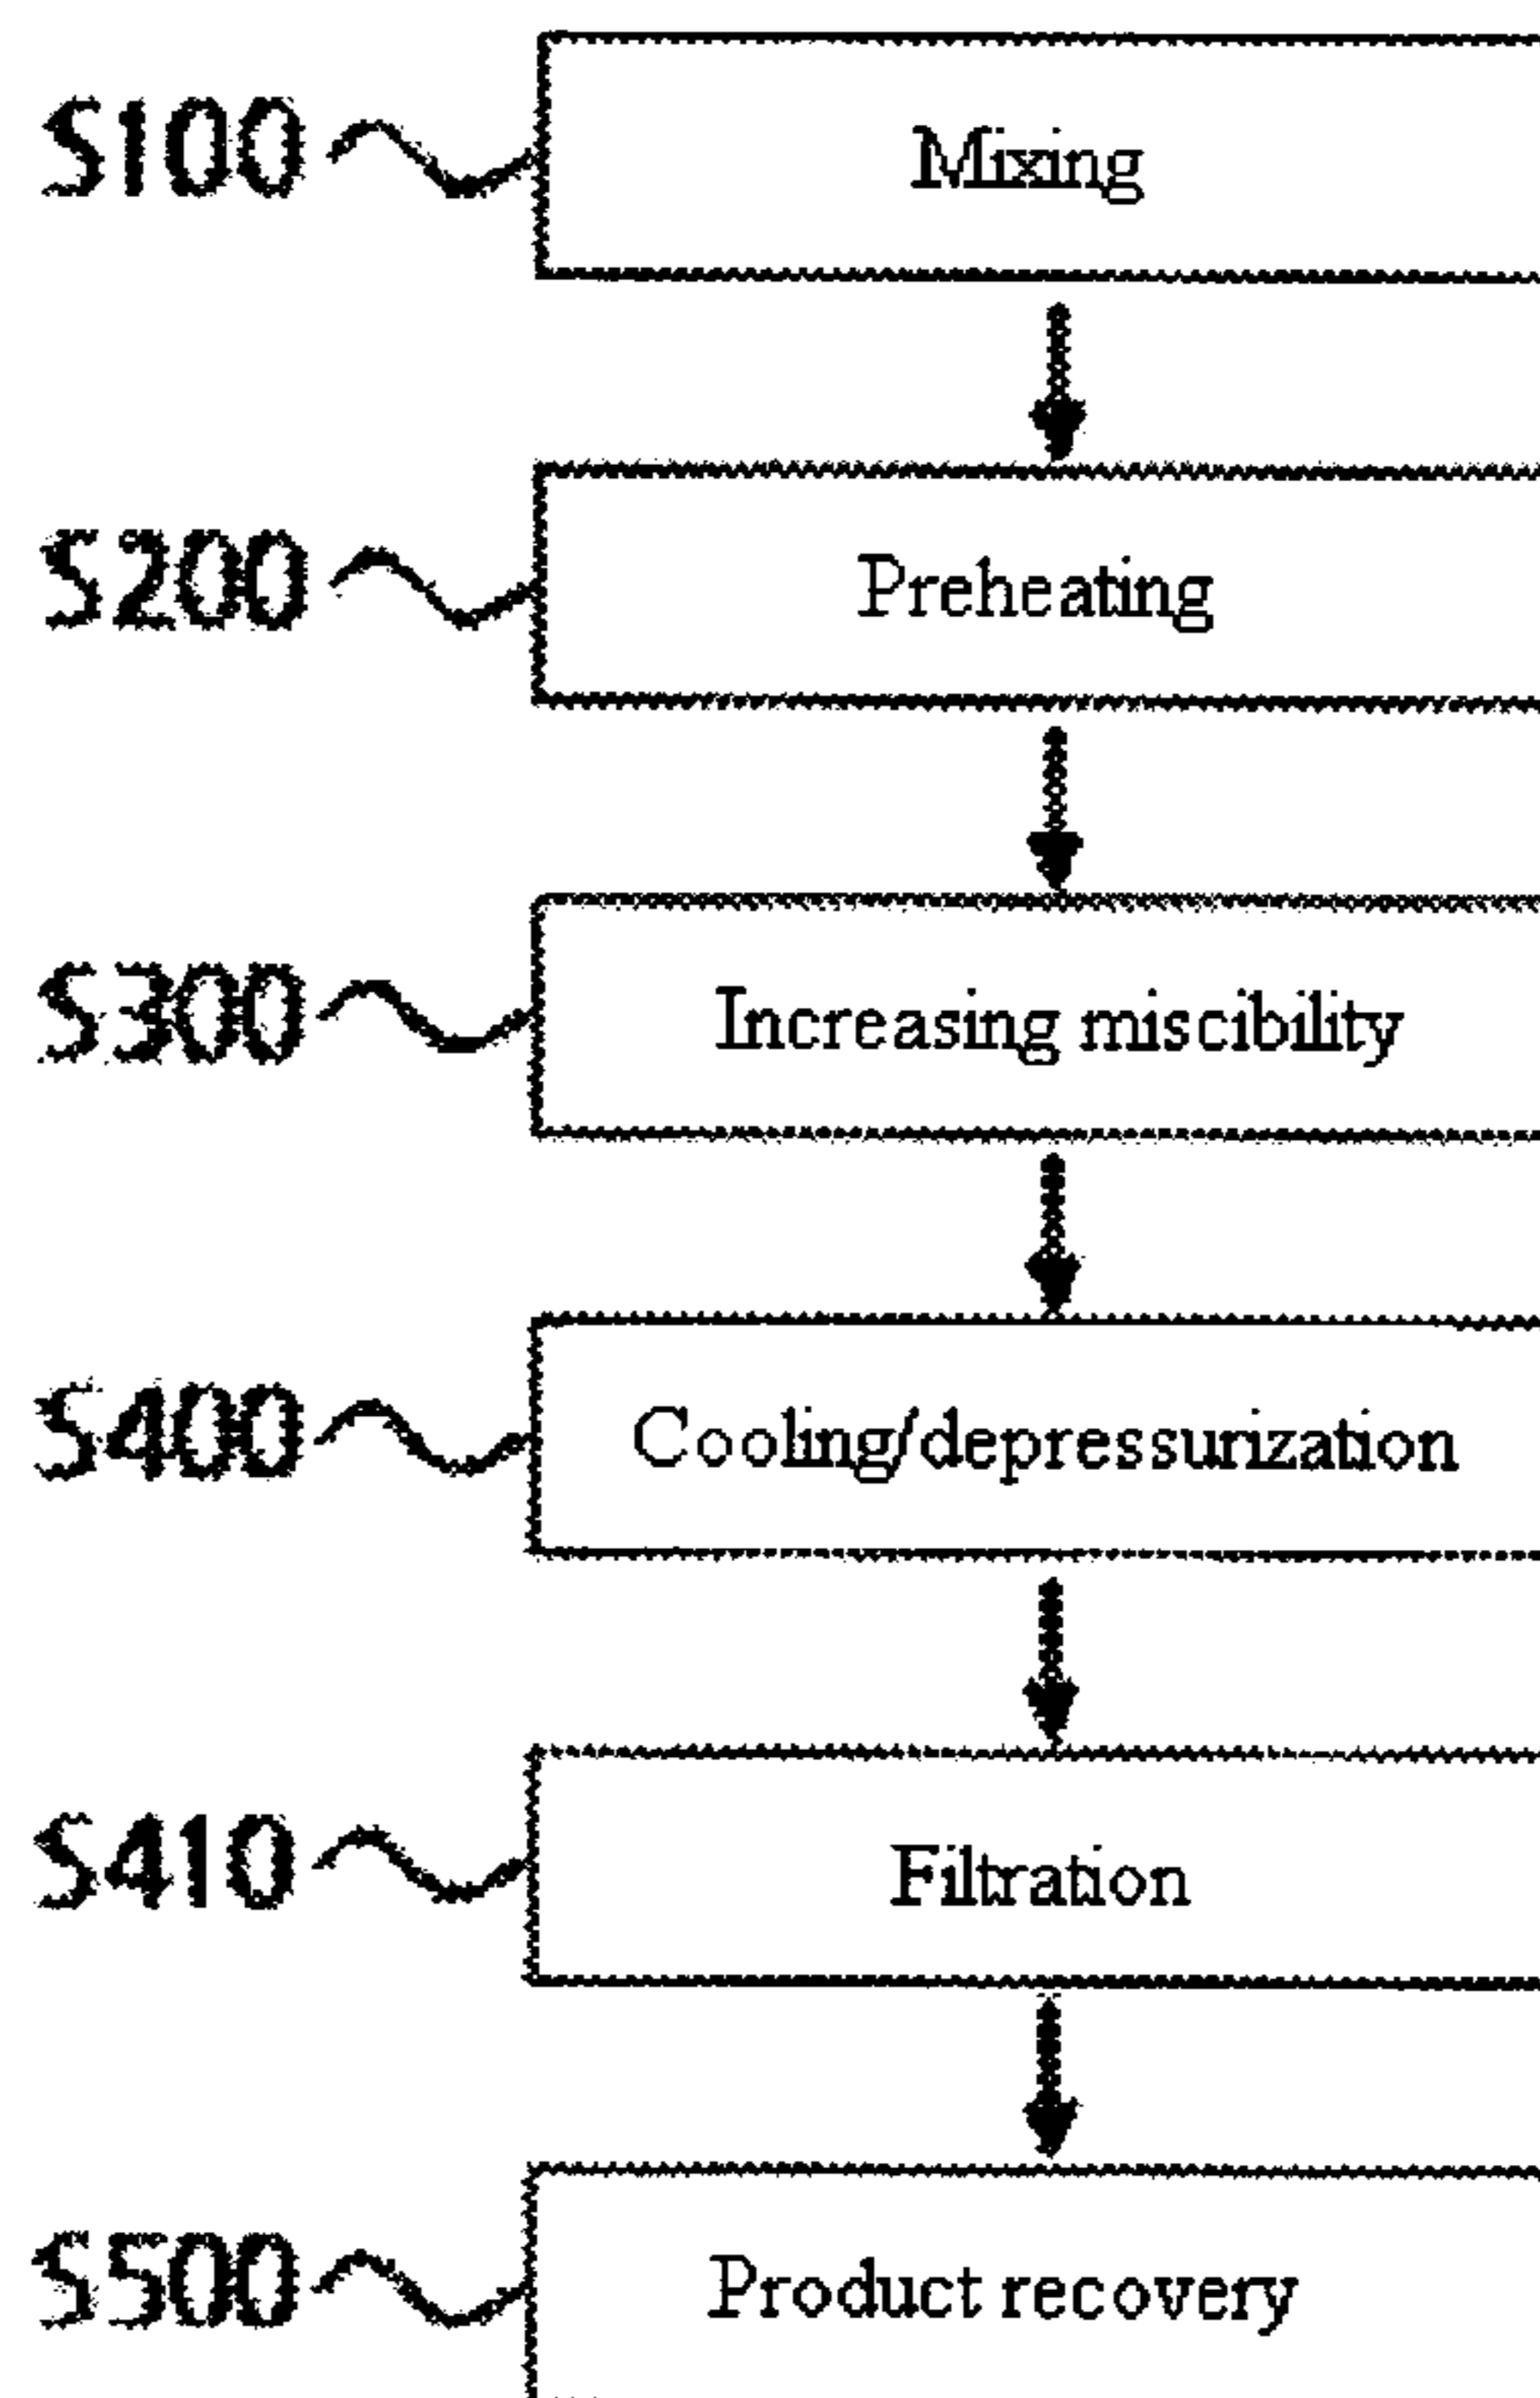 S100 Mixing
S200 Preheating
S300 Increasing miscibility
S400 Cooling/depressurization
S410 Filtration
S500 Product recovery